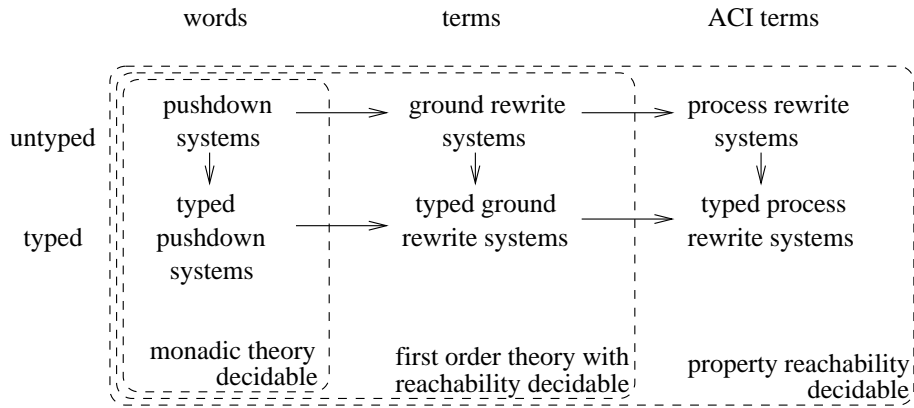 words
terms
ACI terms
untyped
pushdown
systems
ground rewrite
systems
process rewrite
systems
typed
typed
pushdown
systems
typed ground
rewrite systems
typed process
rewrite systems
monadic theory
decidable
first order theory with
reachability decidable
property reachability
decidable